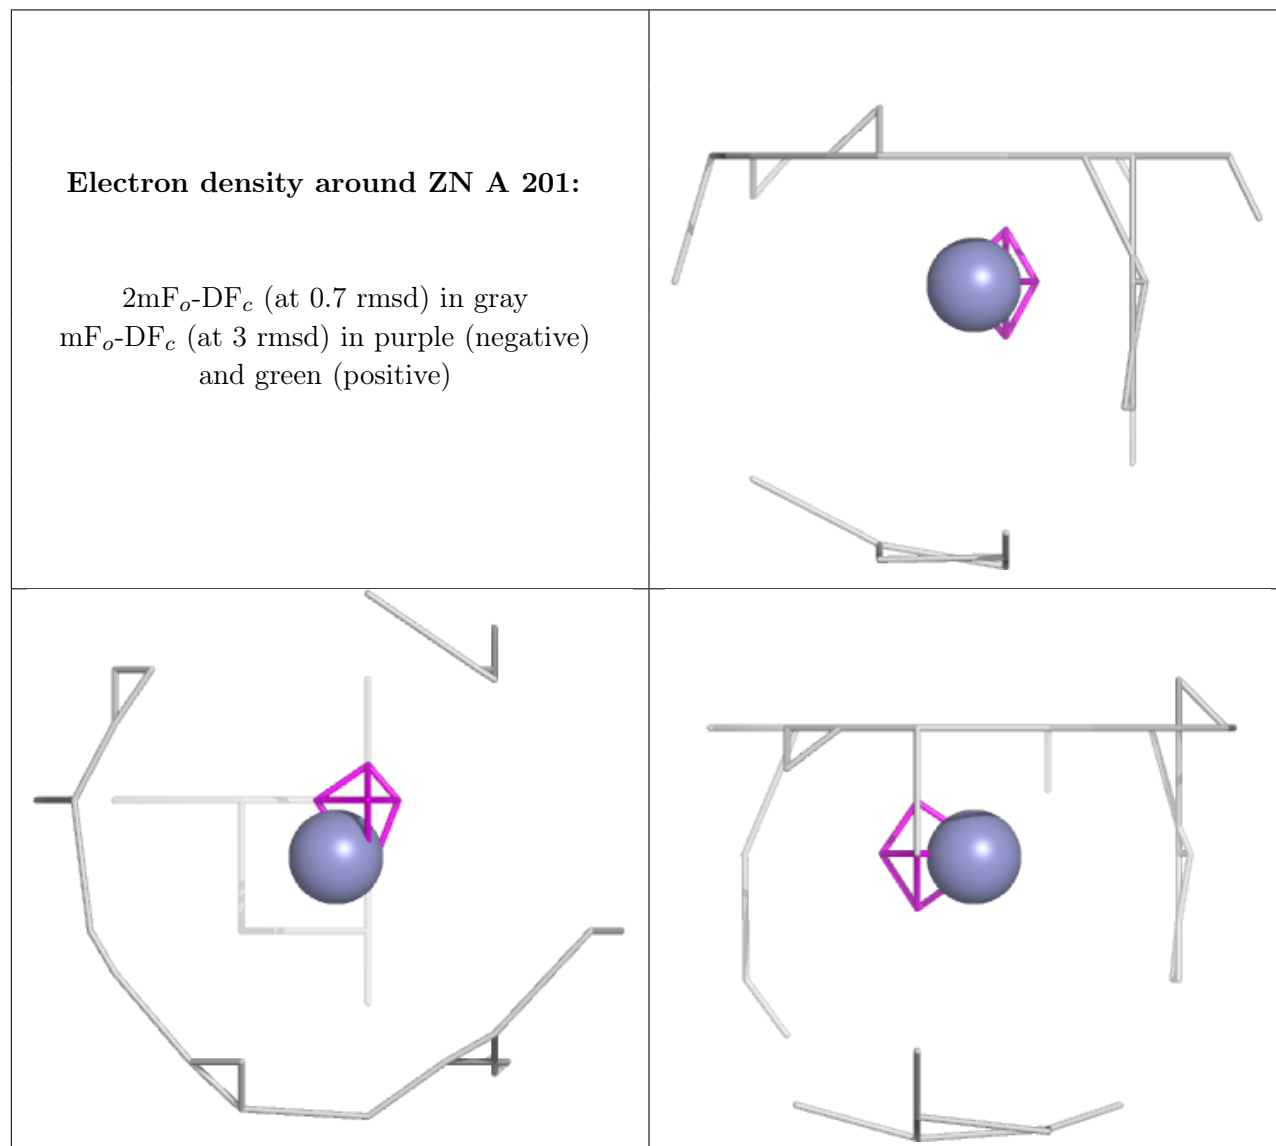 Electron density around ZN A 201:
2mFo-DFc (at 0.7 rmsd) in gray
mFo-DFc (at 3 rmsd) in purple (negative)
and green (positive)